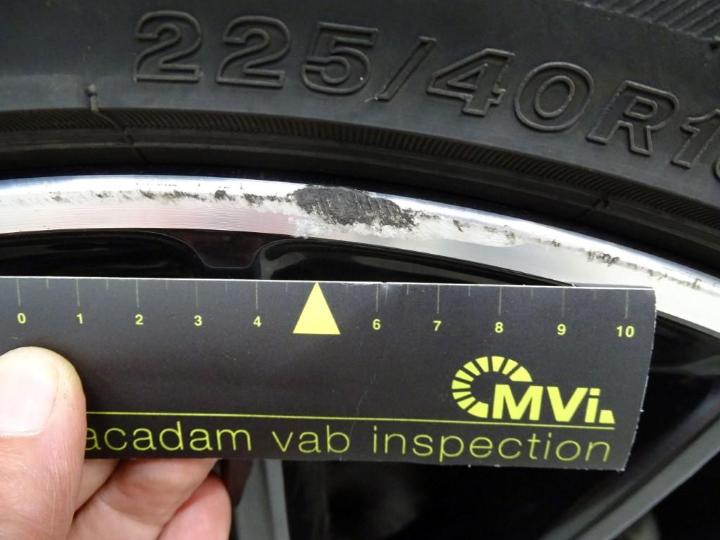 225/40R1
0 1 2 3 4 6 7 8 9 10
MVi.
acadam vab inspection